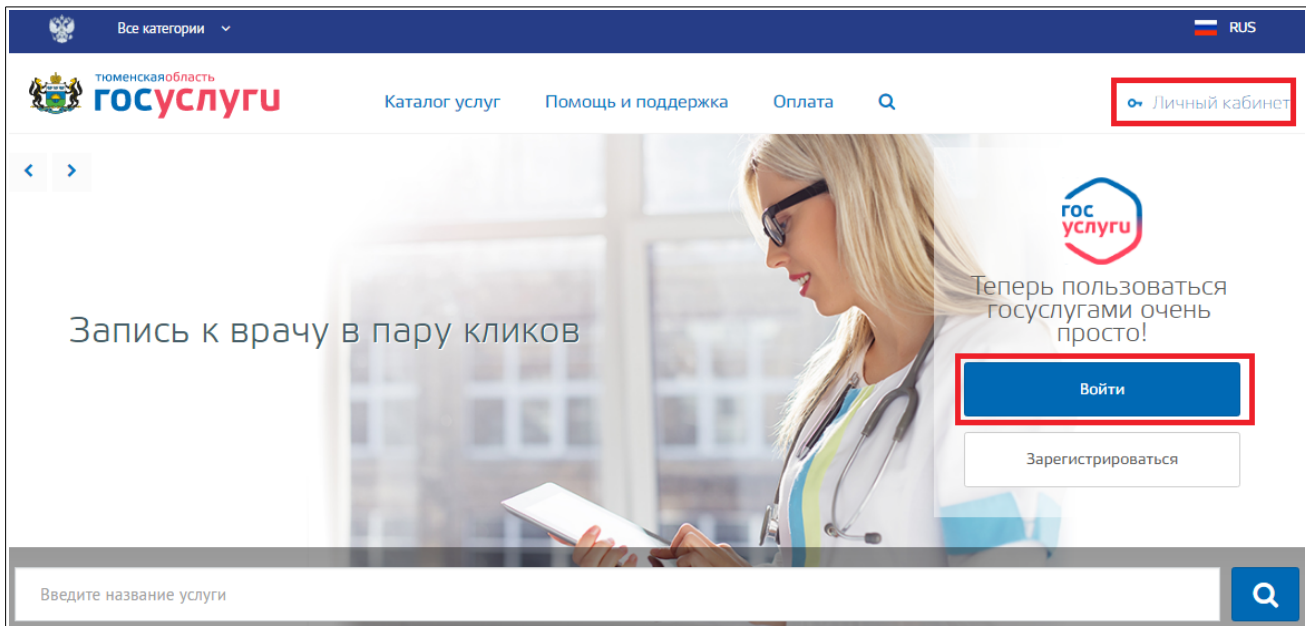 Все категории
RUS
тюменскаяобласть
госуслуги
Каталог услуг
Помощь и поддержка
Оплата
Личный кабинет
Запись к врачу в пару кликов
гос
услуги
Теперь пользоваться
госуслугами очень
просто!
Войти
Зарегистрироваться
Введите название услуги